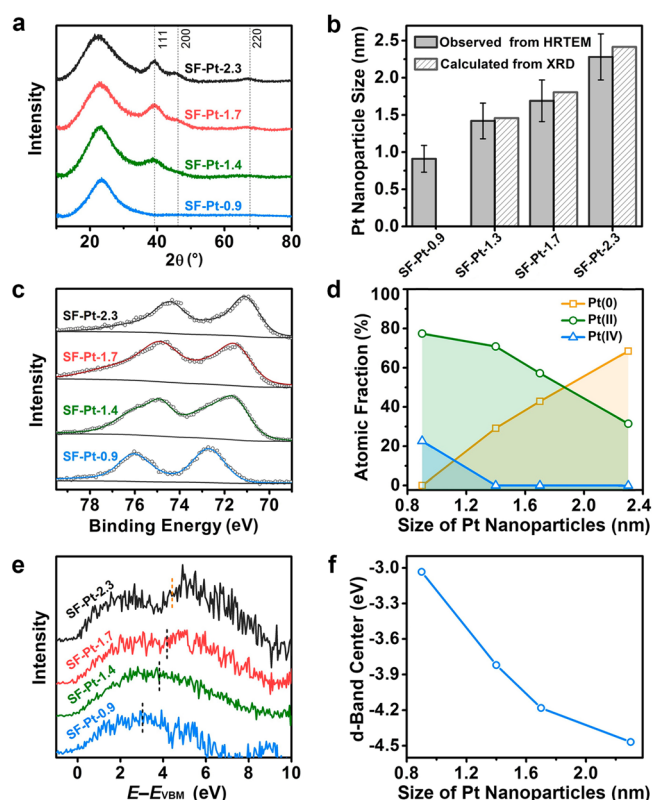 a
111
200
220
SF-Pt-2.3
SF-Pt-1.7
SF-Pt-1.4
SF-Pt-0.9
Intensity
20
40
60
80
2θ (°)
b
Observed from HRTEM
Calculated from XRD
Pt Nanoparticle Size (nm)
2.5
2.0
1.5
1.0
0.5
0.0
SF-Pt-0.9
SF-Pt-1.3
SF-Pt-1.7
SF-Pt-2.3
c
SF-Pt-2.3
SF-Pt-1.7
SF-Pt-1.4
SF-Pt-0.9
Intensity
78
76
74
72
70
Binding Energy (eV)
d
Pt(0)
Pt(II)
Pt(IV)
Atomic Fraction (%)
100
80
60
40
20
0
0.8
1.2
1.6
2.0
2.4
Size of Pt Nanoparticles (nm)
e
SF-Pt-2.3
SF-Pt-1.7
SF-Pt-1.4
SF-Pt-0.9
Intensity
0
2
4
6
8
10
E–EVBM (eV)
f
d-Band Center (eV)
-3.0
-3.3
-3.6
-3.9
-4.2
-4.5
0.8
1.2
1.6
2.0
2.4
Size of Pt Nanoparticles (nm)